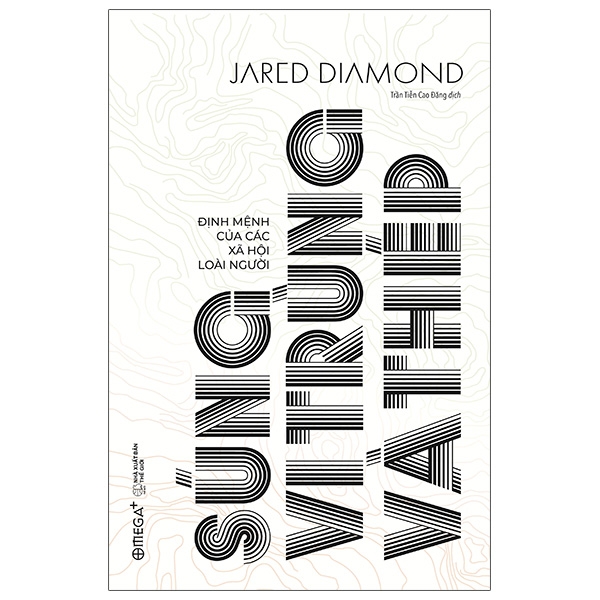 JARED DIAMOND
Trần Tiễn Cao Đăng dịch
ĐỊNH MỆNH
CỦA CÁC
XÃ HỘI
LOÀI NGƯỜI
SÚNG,
VI TRÙNG
VÀ THÉP
OMEGA+
NHÀ XUẤT BẢN
THẾ GIỚI